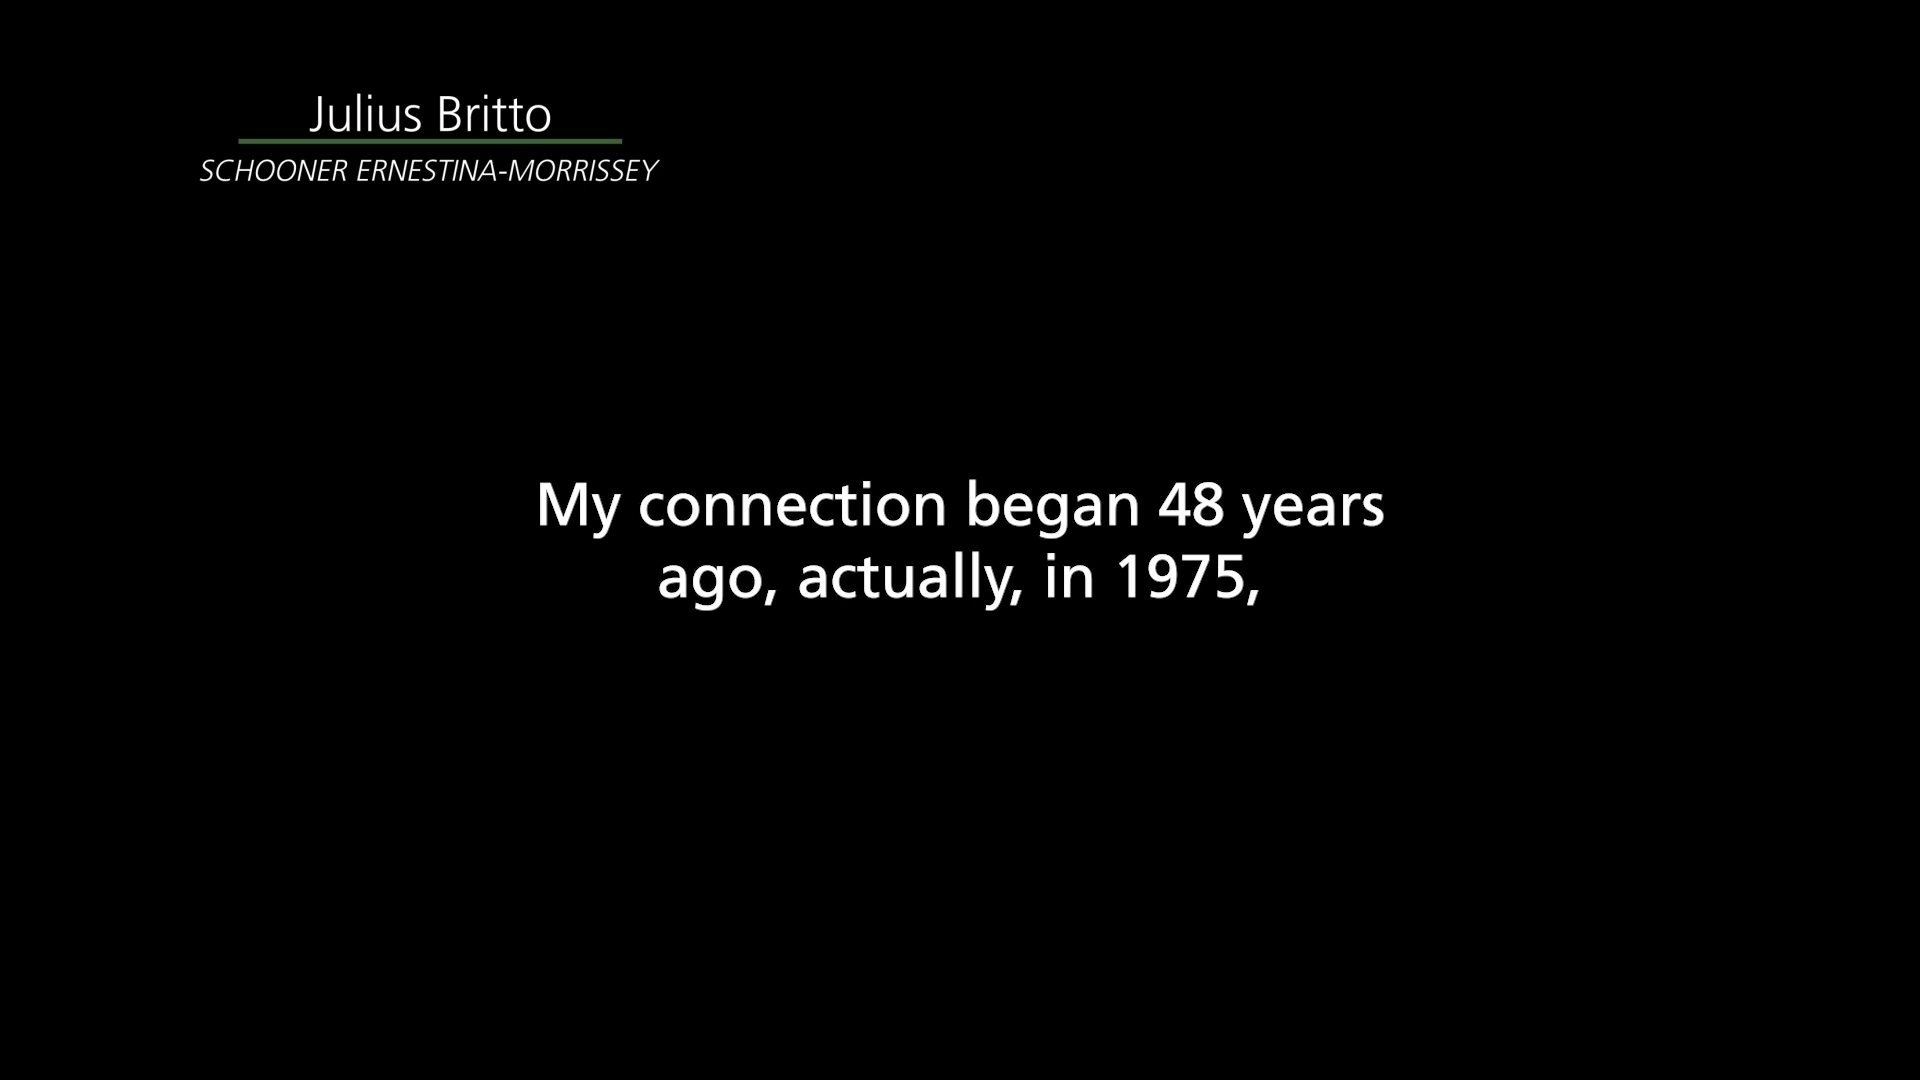 Julius Britto
SCHOONER ERNESTINA-MORRISSEY
My connection began 48 years
ago, actually, in 1975,